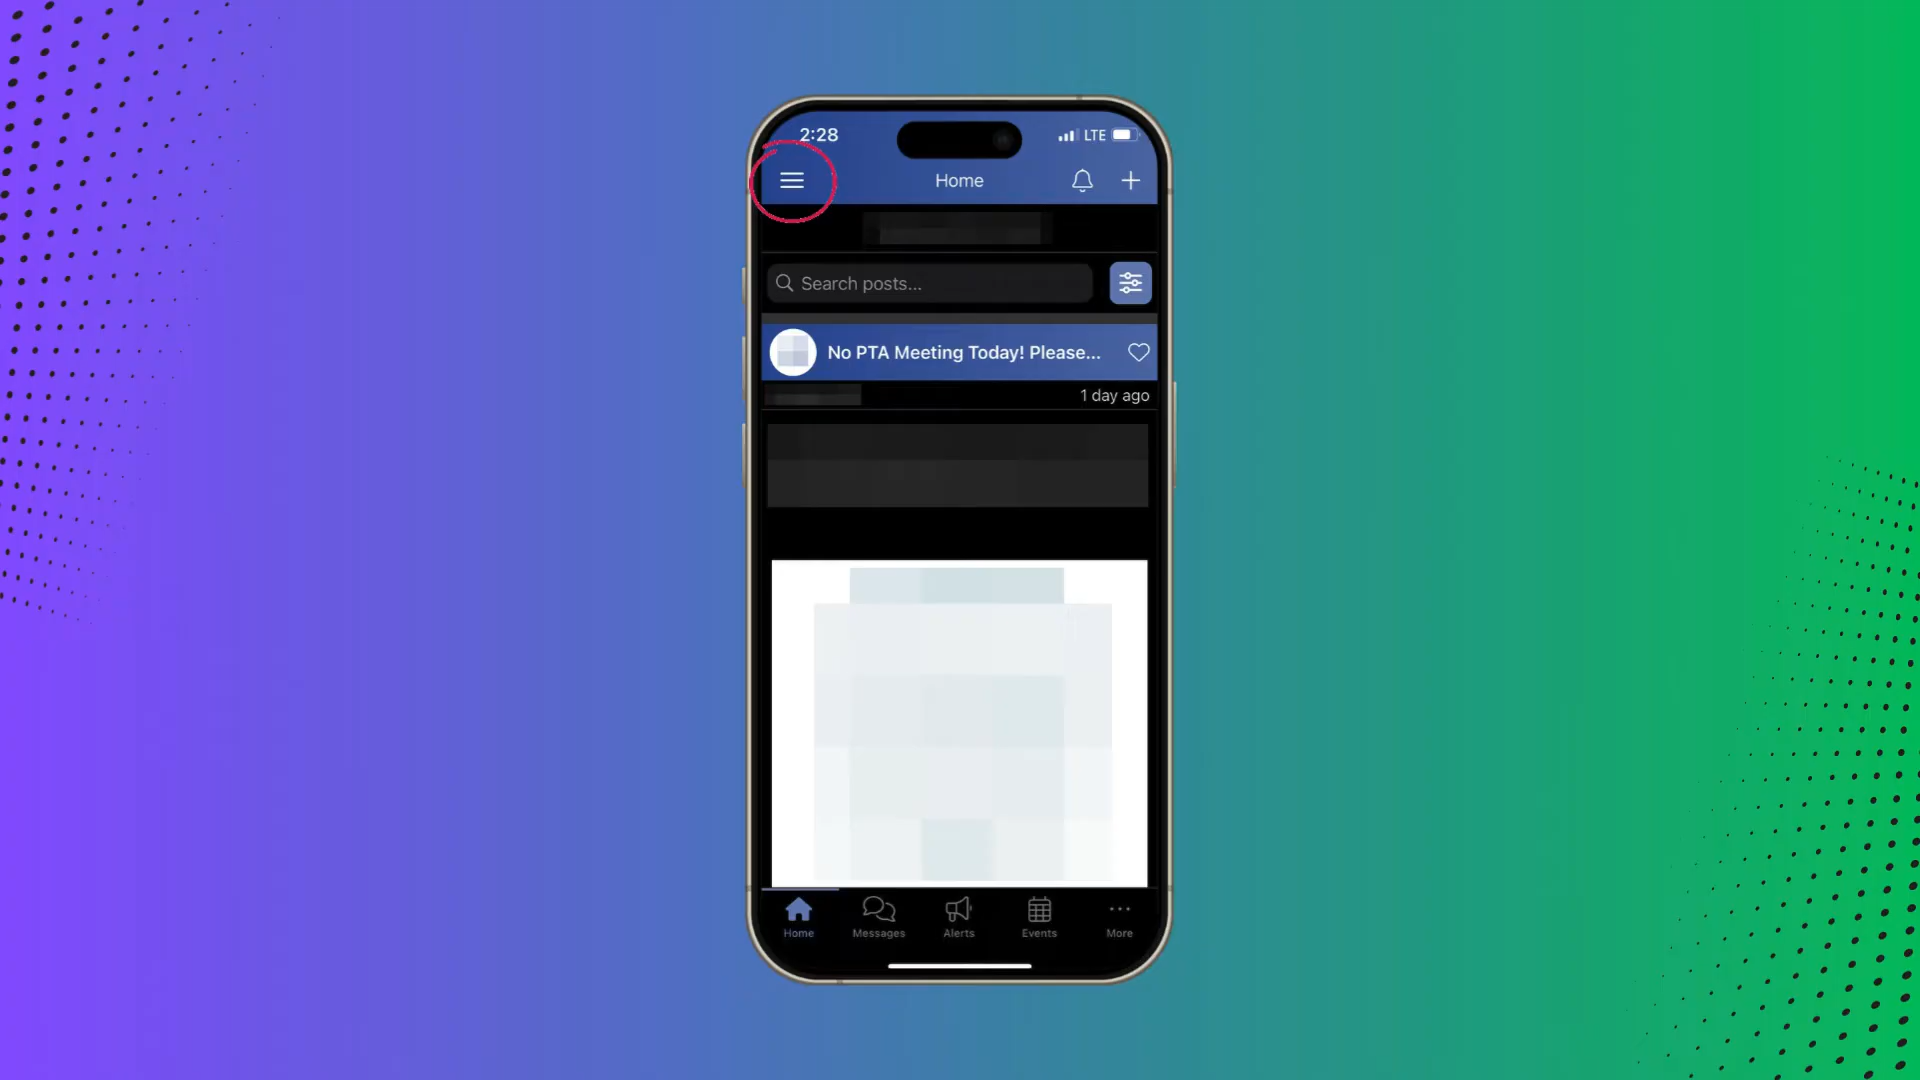 2:28
LTE
Home
Search posts...
No PTA Meeting Today! Please...
1 day ago
Home
Messages
Alerts
Events
More